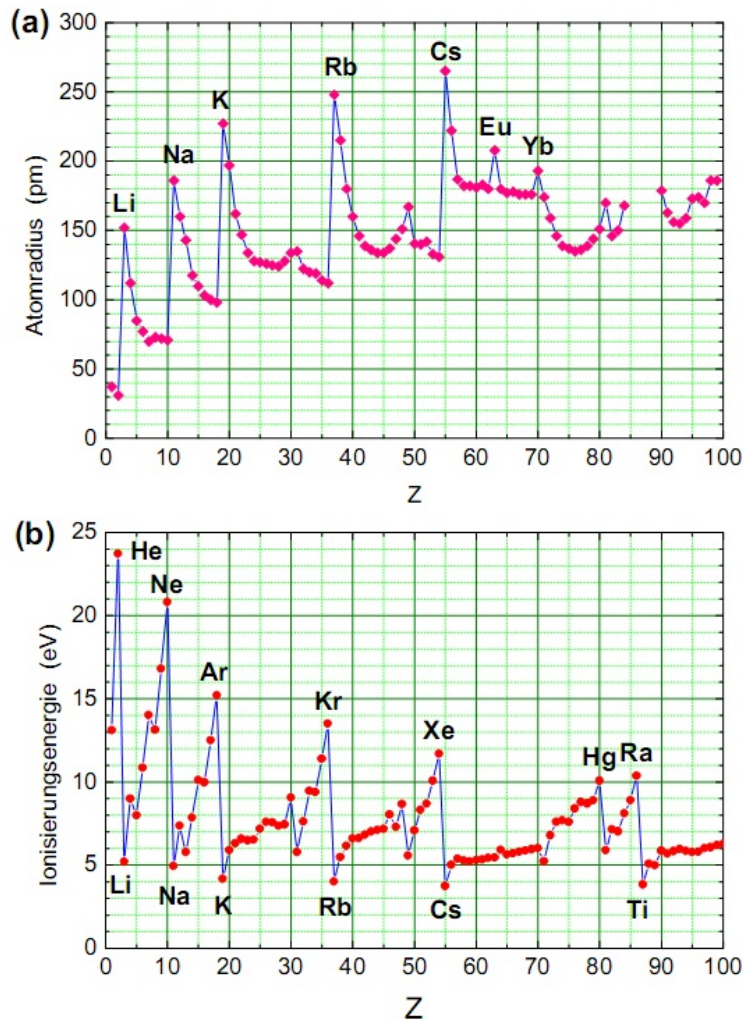 (a)
300
250
200
150
100
50
0
Atomradius (pm)
Li
Na
K
Rb
Cs
Eu
Yb
0 10 20 30 40 50 60 70 80 90 100
Z
(b)
25
20
15
10
5
0
Ionisierungsenergie (eV)
He
Ne
Ar
Kr
Xe
Hg Ra
Li
Na
K
Rb
Cs
Ti
0 10 20 30 40 50 60 70 80 90 100
Z